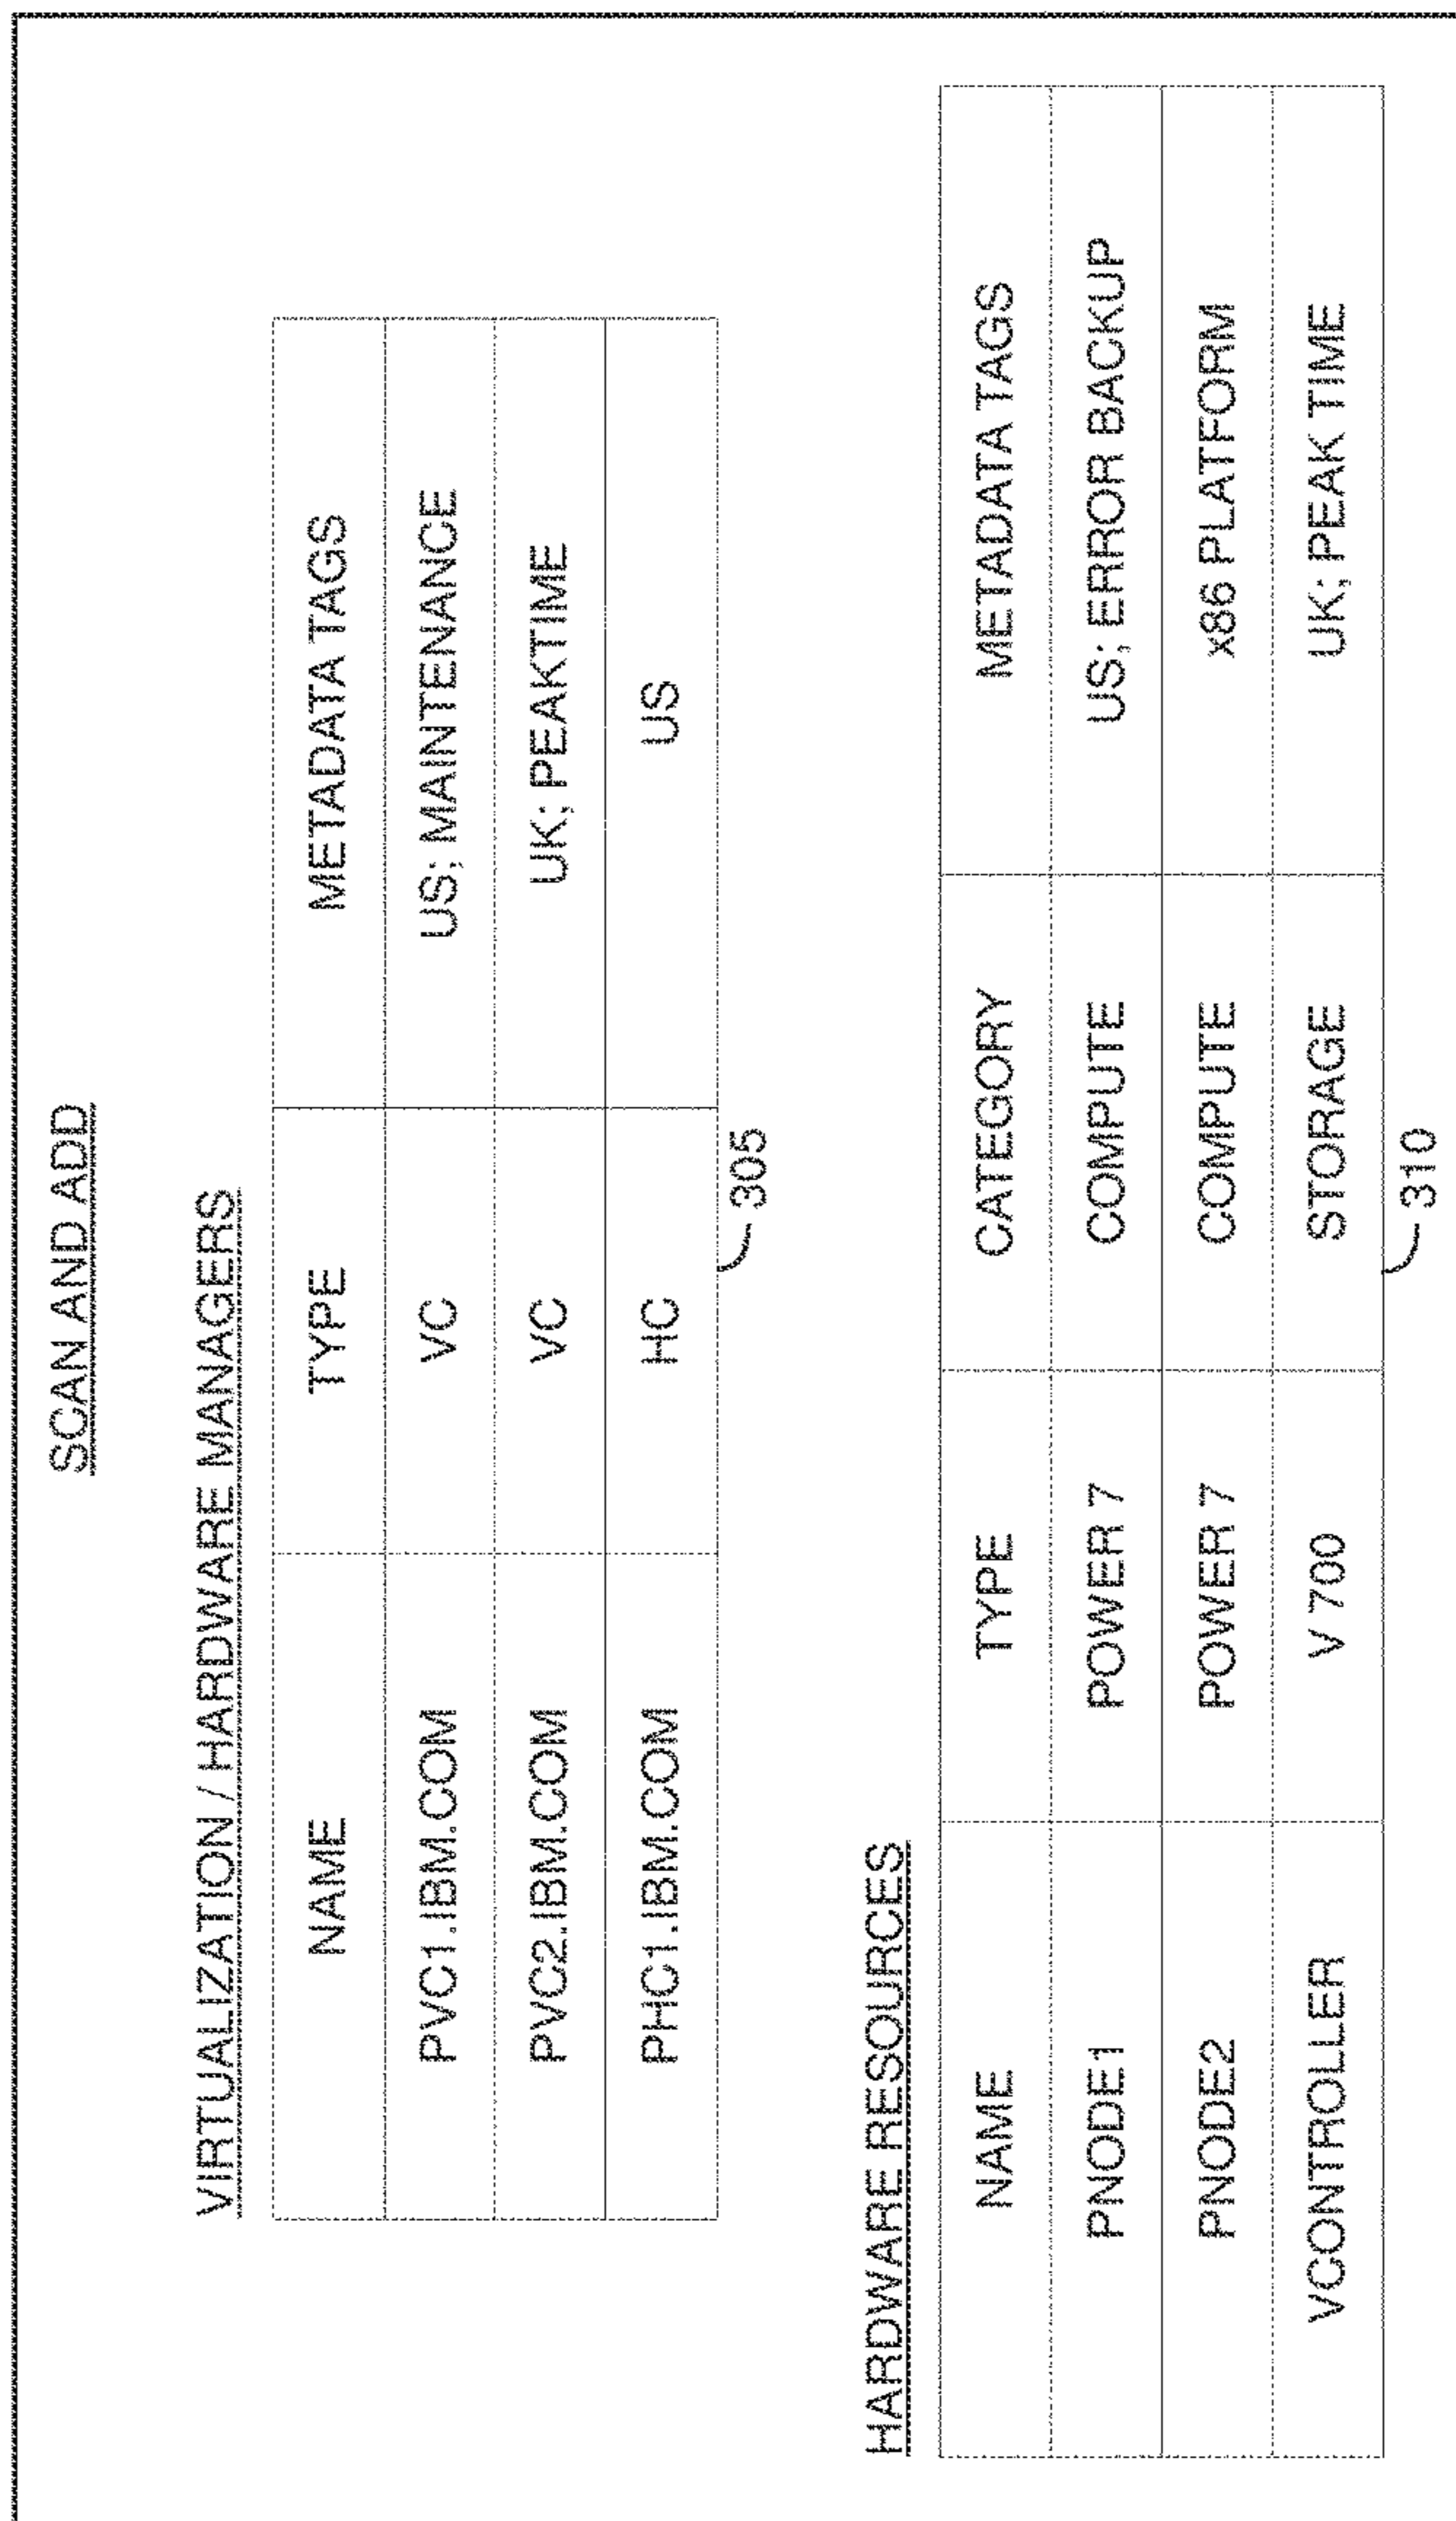 SCAN AND ADD
VIRTUALIZATION / HARDWARE MANAGERS
NAME TYPE METADATA TAGS
PVC1.IBM.COM VC US; MAINTENANCE
PVC2.IBM.COM VC UK; PEAKTIME
PHC1.IBM.COM HC US
305
HARDWARE RESOURCES
NAME TYPE CATEGORY METADATA TAGS
PNODE1 POWER 7 COMPUTE US; ERROR BACKUP
PNODE2 POWER 7 COMPUTE x86 PLATFORM
VCONTROLLER V 700 STORAGE UK; PEAK TIME
310